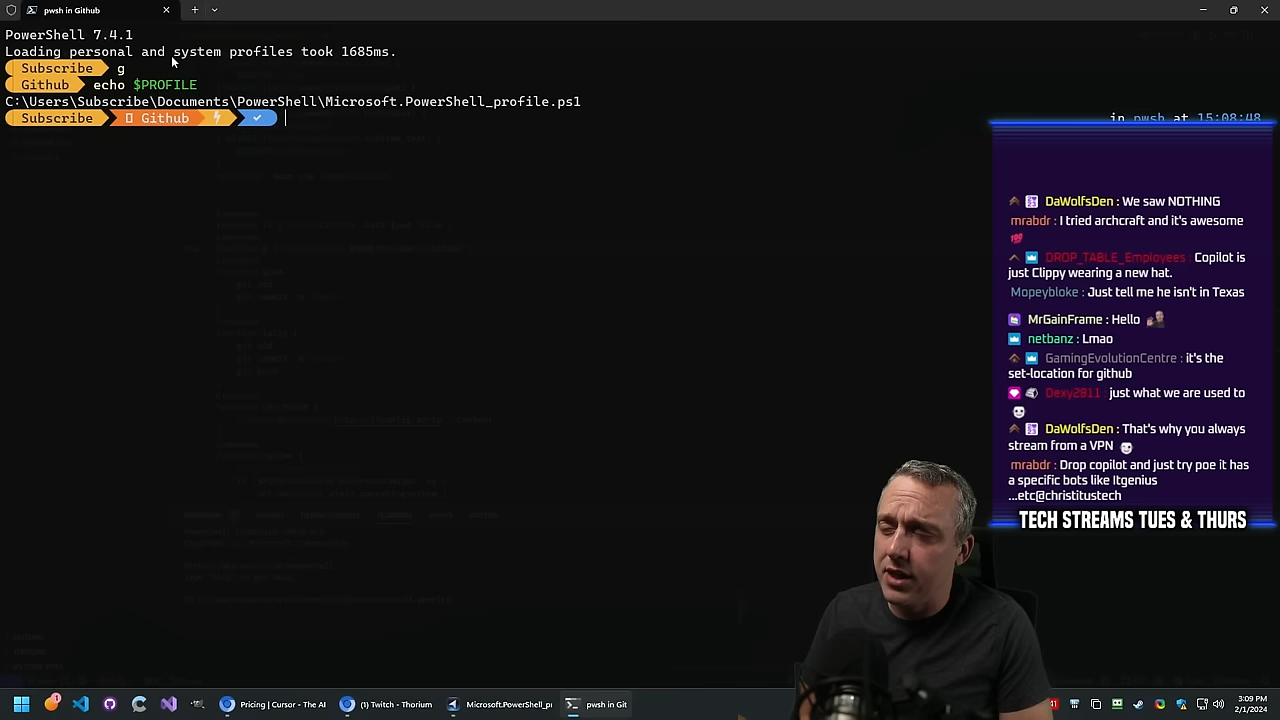 pwsh in Github
PowerShell 7.4.1
Loading personal and system profiles took 1685ms.
Subscribe g
Github echo $PROFILE
C:\Users\Subscribe\Documents\PowerShell\Microsoft.PowerShell_profile.ps1
Subscribe Github
in pwsh at 15:08:48
DaWolfsDen : We saw NOTHING
mrabdr : I tried archcraft and it's awesome
DROP_TABLE_Employees : Copilot is
just Clippy wearing a new hat.
Mopeybloke : Just tell me he isn't in Texas
MrGainFrame : Hello
netbanz : Lmao
GamingEvolutionCentre : it's the
set-location for github
Dexy2811 : just what we are used to
DaWolfsDen : That's why you always
stream from a VPN
mrabdr : Drop copilot and just try poe it has
a specific bots like Itgenius
...etc@christitustech
TECH STREAMS TUES & THURS
Pricing | Cursor - The AI
(1) Twitch - Thorium
Microsoft.PowerShell_pr
pwsh in Git
41
3:09 PM
2/1/2024